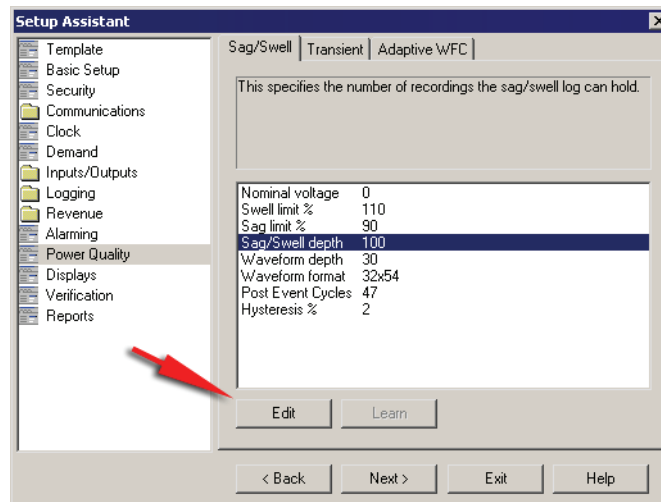 Setup Assistant
Template
Basic Setup
Security
Communications
Clock
Demand
Inputs/Outputs
Logging
Revenue
Alarming
Power Quality
Displays
Verification
Reports
Sag/Swell Transient Adaptive WFC
This specifies the number of recordings the sag/swell log can hold.
Nominal voltage 0
Swell limit % 110
Sag limit % 90
Sag/Swell depth 100
Waveform depth 30
Waveform format 32x54
Post Event Cycles 47
Hysteresis % 2
Edit Learn
< Back Next > Exit Help